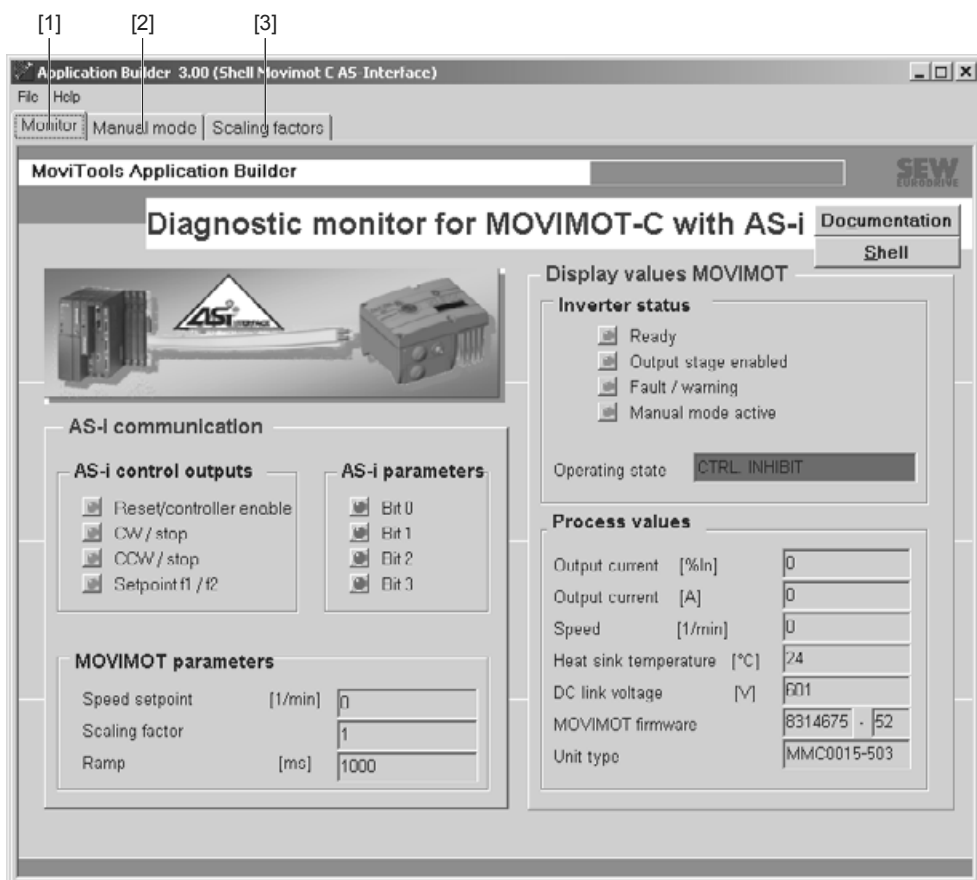 [1] [2] [3]
Application Builder 3.00 (Shell Movimot C AS-Interface)
File Help
Monitor Manual mode Scaling factors
MoviTools Application Builder
SEW
EURODRIVE
Diagnostic monitor for MOVIMOT-C with AS-i
Documentation
Shell
ASi INTERFACE
Display values MOVIMOT
Inverter status
Ready
Output stage enabled
Fault / warning
Manual mode active
Operating state CTRL. INHIBIT
AS-i communication
AS-i control outputs
Reset/controller enable
CW / stop
CCW / stop
Setpoint f1 / f2
AS-i parameters
Bit 0
Bit 1
Bit 2
Bit 3
MOVIMOT parameters
Speed setpoint [1/min] 0
Scaling factor 1
Ramp [ms] 1000
Process values
Output current [%In] 0
Output current [A] 0
Speed [1/min] 0
Heat sink temperature [°C] 24
DC link voltage [V] 601
MOVIMOT firmware 8314675 - 52
Unit type MMC0015-503